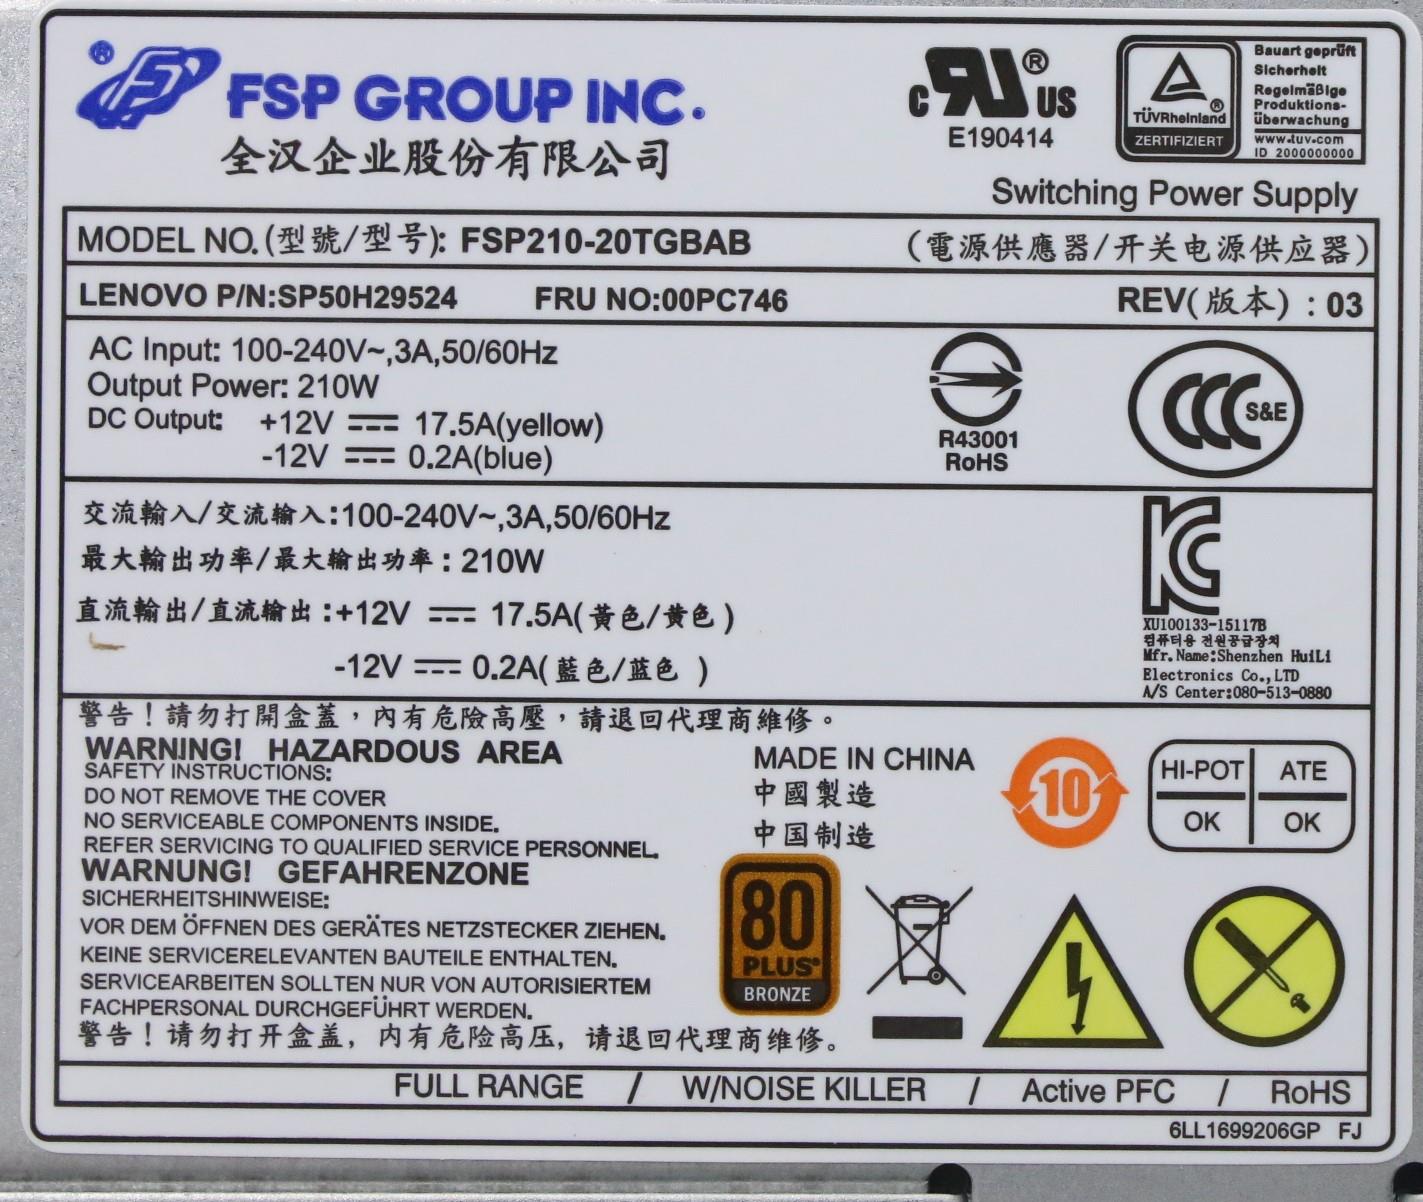 FSP GROUP INC.
全汉企业股份有限公司
c RU US ®
E190414
TÜVRheinland ®
ZERTIFIZIERT
Bauart geprüft
Sicherheit
Regelmäßige
Produktions-
überwachung
www.tuv.com
ID 2000000000
Switching Power Supply
MODEL NO.(型號/型号): FSP210-20TGBAB (電源供應器/开关电源供应器)
LENOVO P/N:SP50H29524 FRU NO:00PC746 REV(版本) : 03
AC Input: 100-240V~,3A,50/60Hz
Output Power: 210W
DC Output: +12V ⎓ 17.5A(yellow)
-12V ⎓ 0.2A(blue)
R43001
RoHS
CCC S&E
交流輸入/交流输入:100-240V~,3A,50/60Hz
最大輸出功率/最大输出功率:210W
直流輸出/直流输出:+12V ⎓ 17.5A(黃色/黄色)
-12V ⎓ 0.2A(藍色/蓝色 )
KC
XU100133-15117B
컴퓨터용 전원공급장치
Mfr.Name:Shenzhen HuiLi
Electronics Co.,LTD
A/S Center:080-513-0880
警告!請勿打開盒蓋,內有危險高壓,請退回代理商維修。
WARNING! HAZARDOUS AREA
SAFETY INSTRUCTIONS:
DO NOT REMOVE THE COVER
NO SERVICEABLE COMPONENTS INSIDE.
REFER SERVICING TO QUALIFIED SERVICE PERSONNEL.
WARNUNG! GEFAHRENZONE
SICHERHEITSHINWEISE:
VOR DEM ÖFFNEN DES GERÄTES NETZSTECKER ZIEHEN.
KEINE SERVICERELEVANTEN BAUTEILE ENTHALTEN.
SERVICEARBEITEN SOLLTEN NUR VON AUTORISIERTEM
FACHPERSONAL DURCHGEFÜHRT WERDEN.
警告!请勿打开盒盖,内有危险高压,请退回代理商维修。
MADE IN CHINA
中國製造
中国制造
10
HI-POT ATE
OK OK
80
PLUS
BRONZE
FULL RANGE / W/NOISE KILLER / Active PFC / RoHS
6LL1699206GP FJ